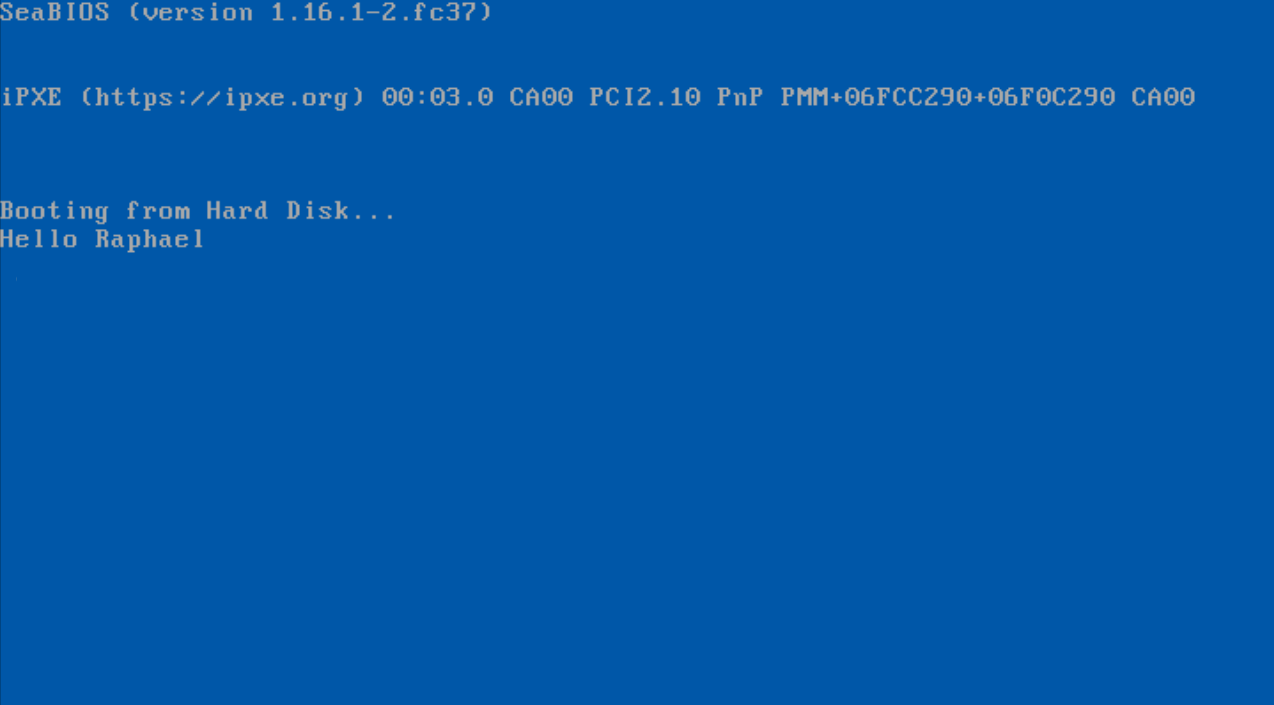 SeaBIOS (version 1.16.1-2.fc37)
iPXE (https://ipxe.org) 00:03.0 CA00 PCI2.10 PnP PMM+06FCC290+06F0C290 CA00
Booting from Hard Disk...
Hello Raphael